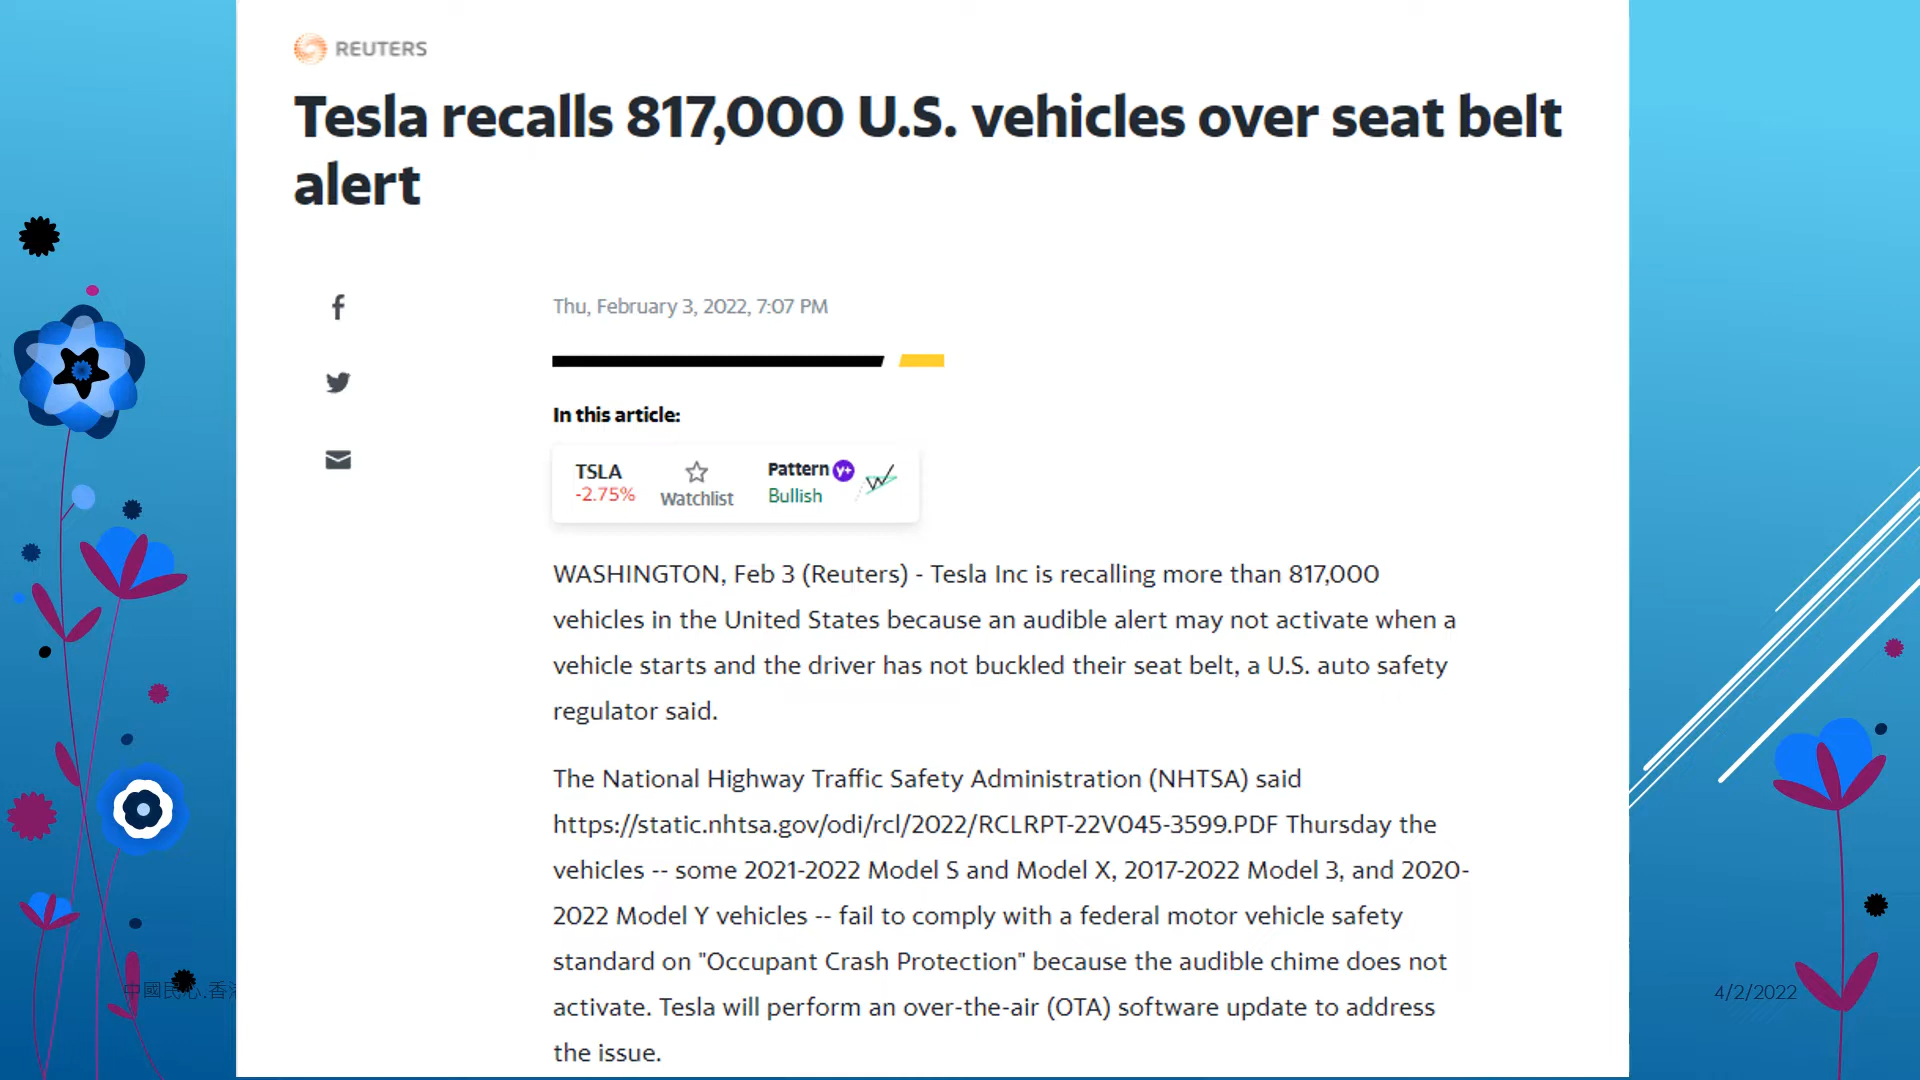 REUTERS
Tesla recalls 817,000 U.S. vehicles over seat belt
alert
Thu, February 3, 2022, 7:07 PM
In this article:
TSLA
-2.75%
Watchlist
Pattern y+
Bullish
WASHINGTON, Feb 3 (Reuters) - Tesla Inc is recalling more than 817,000
vehicles in the United States because an audible alert may not activate when a
vehicle starts and the driver has not buckled their seat belt, a U.S. auto safety
regulator said.
The National Highway Traffic Safety Administration (NHTSA) said
https://static.nhtsa.gov/odi/rcl/2022/RCLRPT-22V045-3599.PDF Thursday the
vehicles -- some 2021-2022 Model S and Model X, 2017-2022 Model 3, and 2020-
2022 Model Y vehicles -- fail to comply with a federal motor vehicle safety
standard on "Occupant Crash Protection" because the audible chime does not
activate. Tesla will perform an over-the-air (OTA) software update to address
the issue.
中國民心.香港
4/2/2022